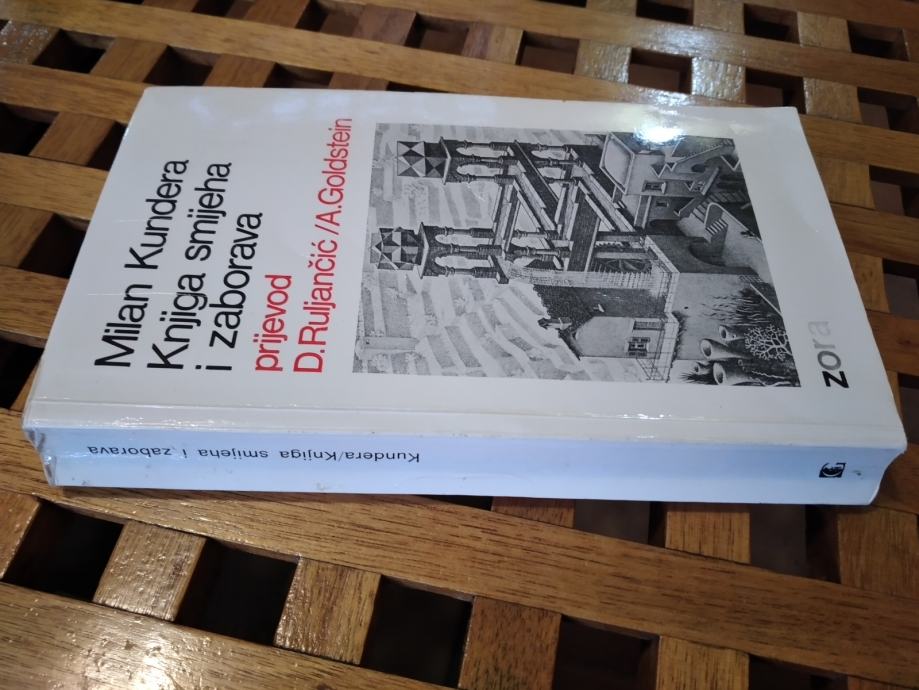 Milan Kundera
Knjiga smijeha
i zaborava
prijevod
D.Ruljančić/A.Goldstein
zora
Kundera/Knjiga smijeha i zaborava